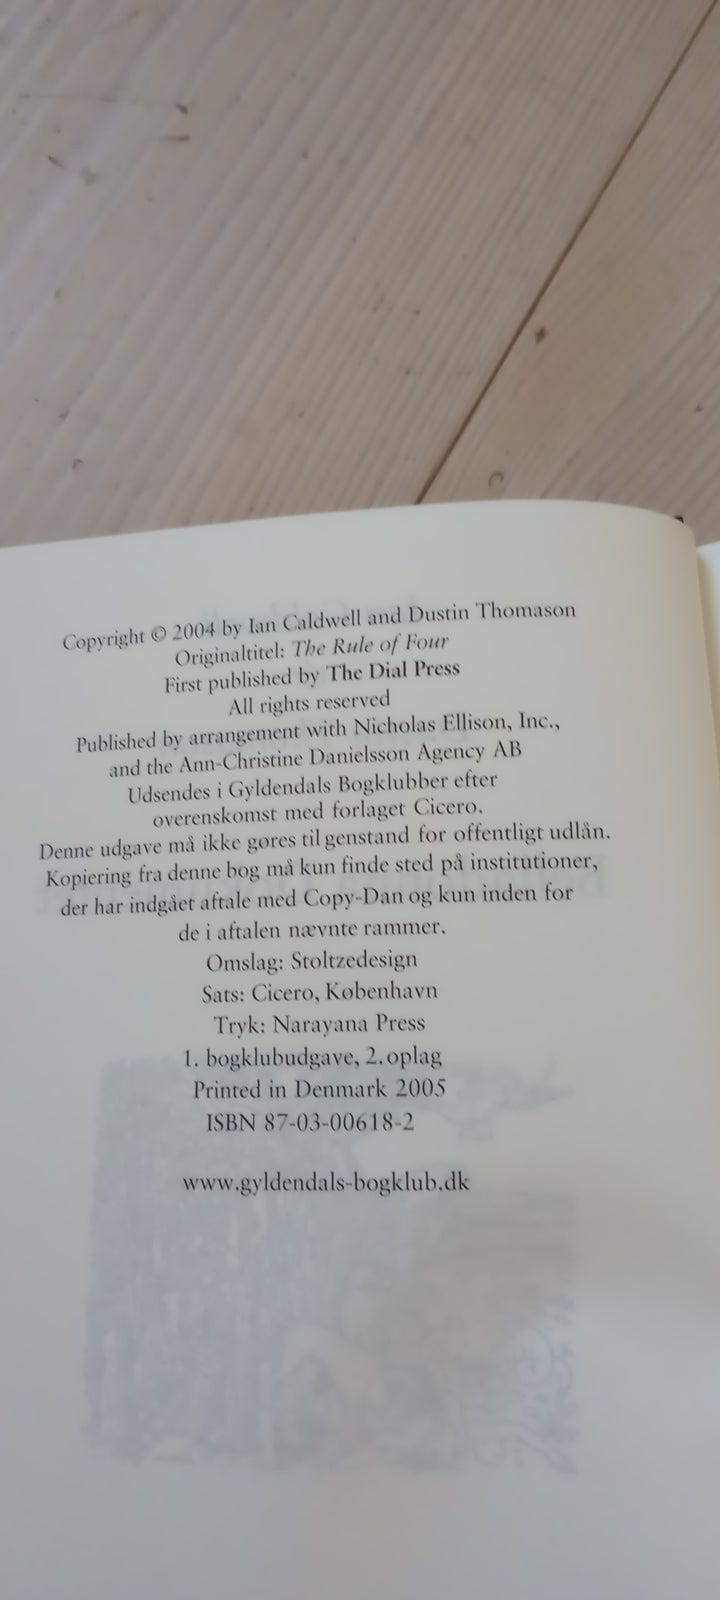 Copyright © 2004 by Ian Caldwell and Dustin Thomason
Originaltitel: The Rule of Four
First published by The Dial Press
All rights reserved
Published by arrangement with Nicholas Ellison, Inc.,
and the Ann-Christine Danielsson Agency AB
Udsendes i Gyldendals Bogklubber efter
overenskomst med forlaget Cicero.
Denne udgave må ikke gøres til genstand for offentligt udlån.
Kopiering fra denne bog må kun finde sted på institutioner,
der har indgået aftale med Copy-Dan og kun inden for
de i aftalen nævnte rammer.
Omslag: Stoltzedesign
Sats: Cicero, København
Tryk: Narayana Press
1. bogklubudgave, 2. oplag
Printed in Denmark 2005
ISBN 87-03-00618-2
www.gyldendals-bogklub.dk